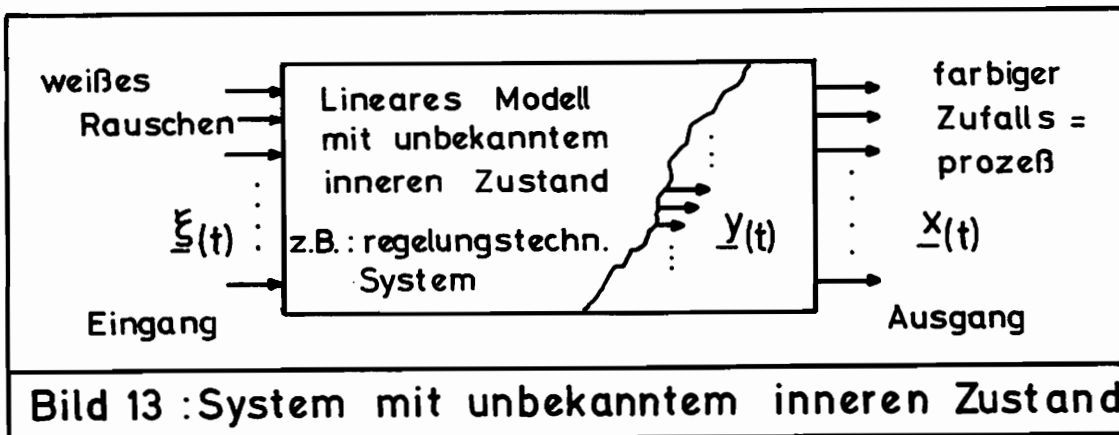 weißes
Rauschen
ξ(t)
Eingang
Lineares Modell
mit unbekanntem
inneren Zustand
z.B.: regelungstechn.
System
y(t)
farbiger
Zufalls =
prozeß
x(t)
Ausgang
Bild 13 : System mit unbekanntem inneren Zustand